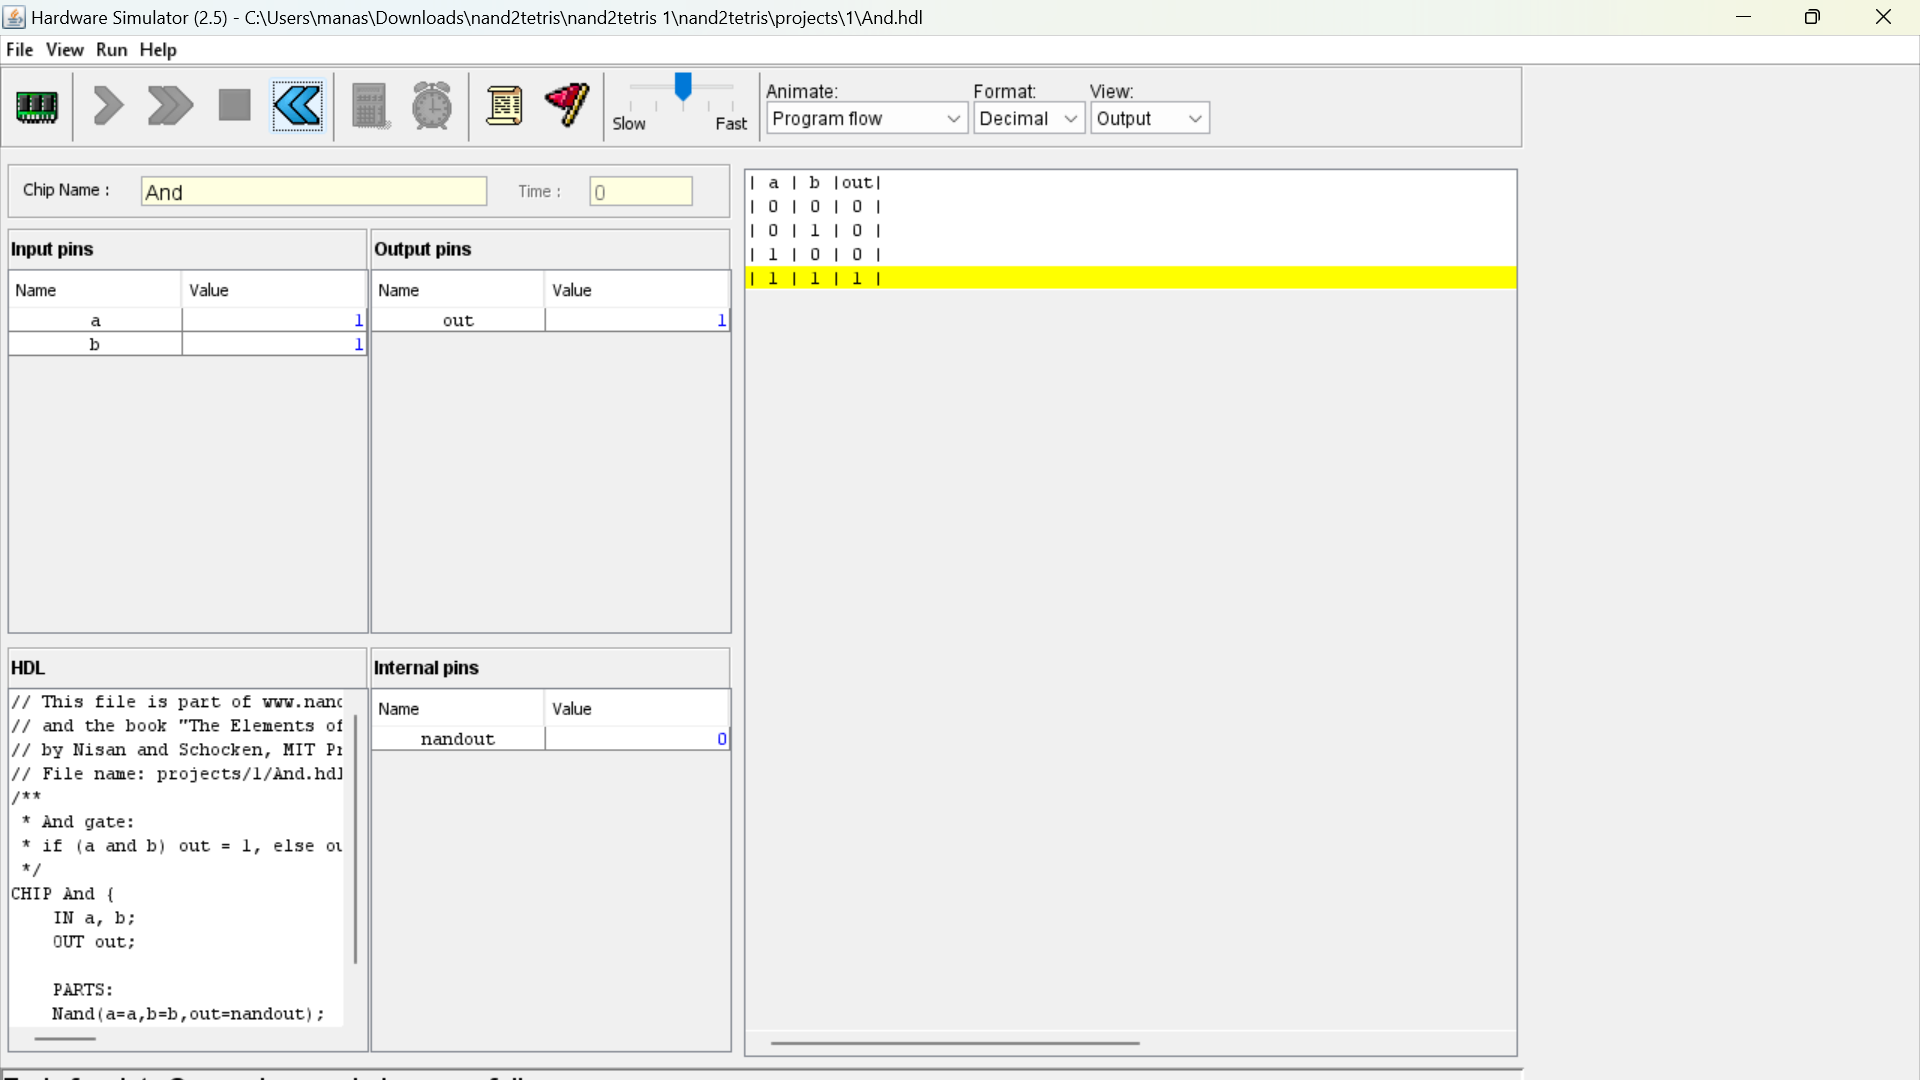 Hardware Simulator (2.5) - C:\Users\manas\Downloads\nand2tetris\nand2tetris 1\nand2tetris\projects\1\And.hdl
File View Run Help
Slow Fast
Animate: Format: View:
Program flow Decimal Output
Chip Name : And Time : 0
Input pins
Name Value
a 1
b 1
Output pins
Name Value
out 1
HDL
// This file is part of www.nand
// and the book "The Elements of
// by Nisan and Schocken, MIT Pr
// File name: projects/1/And.hdl
/**
* And gate:
* if (a and b) out = 1, else ou
*/
CHIP And {
IN a, b;
OUT out;
PARTS:
Nand(a=a,b=b,out=nandout);
Internal pins
Name Value
nandout 0
| a | b |out|
| 0 | 0 | 0 |
| 0 | 1 | 0 |
| 1 | 0 | 0 |
| 1 | 1 | 1 |